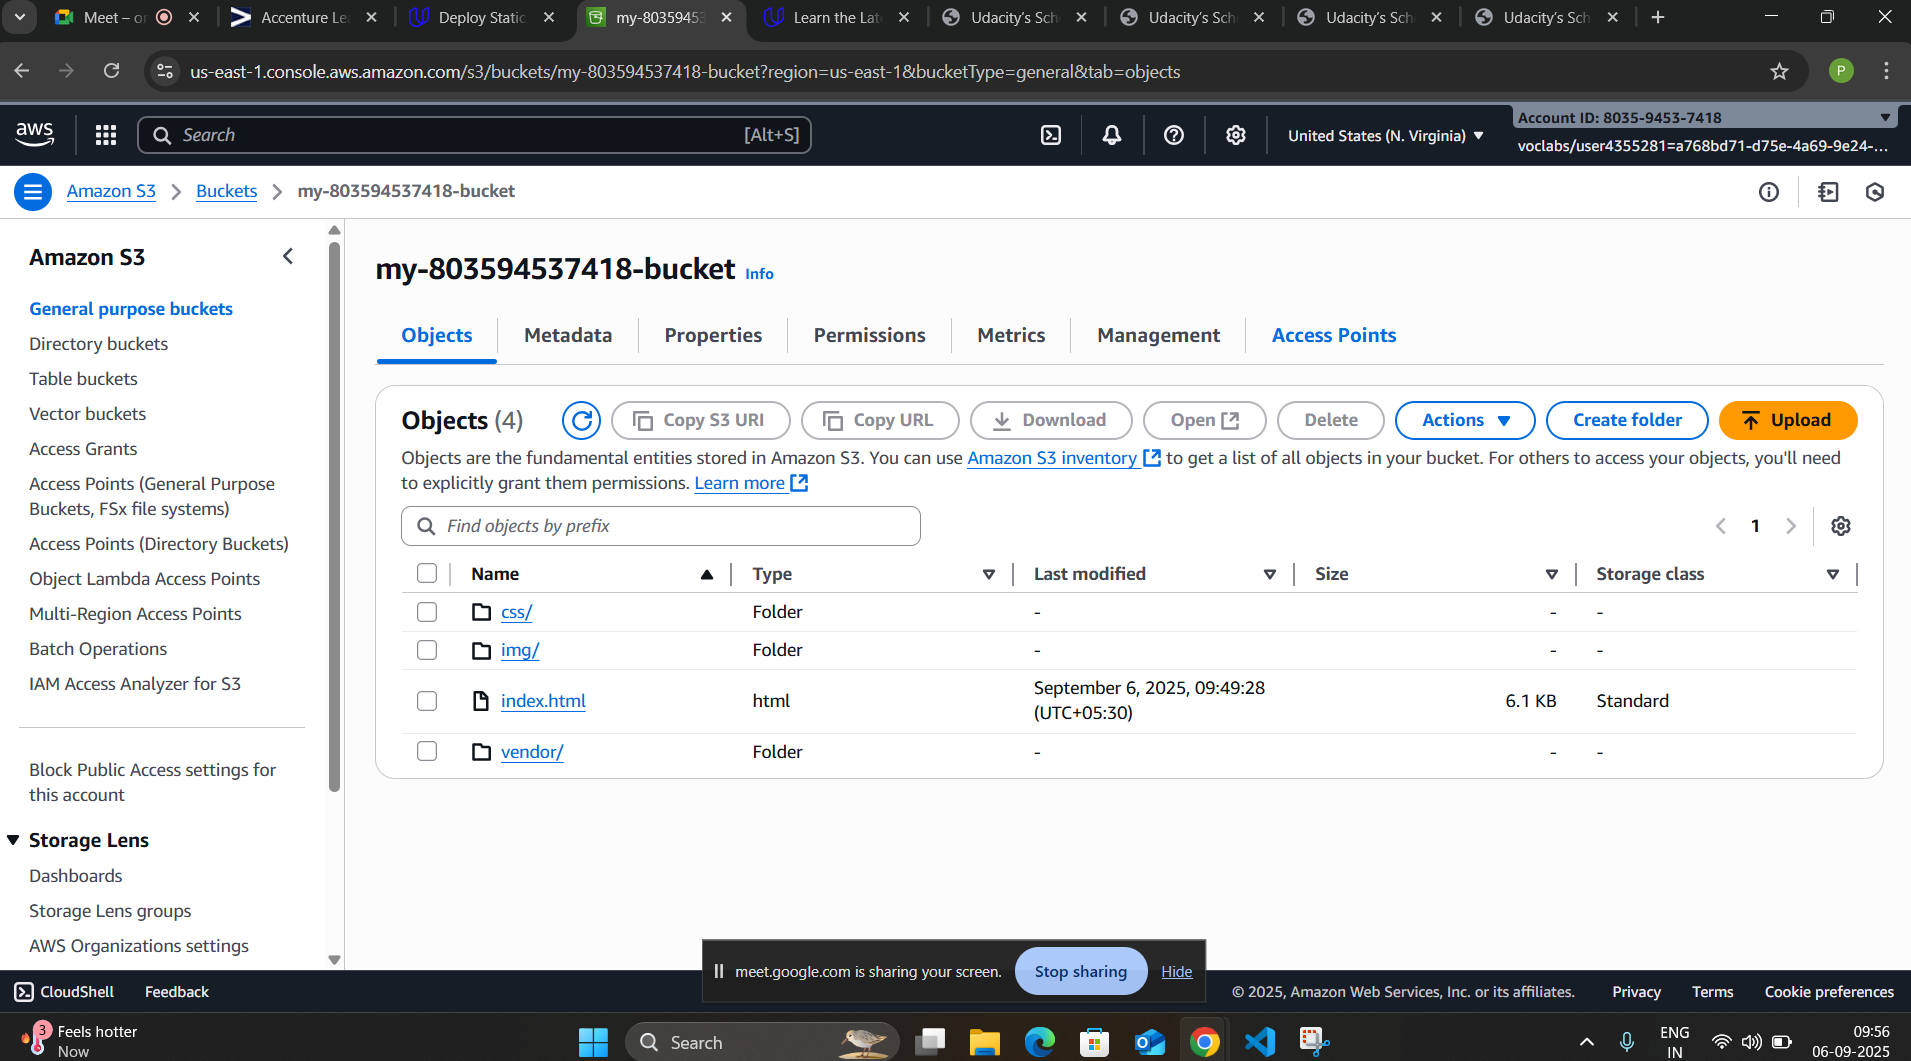 Meet – o
Accenture Le
Deploy Static
my-80359453
Learn the Lat
Udacity's Sch
Udacity's Sch
Udacity's Sch
Udacity's Sch
us-east-1.console.aws.amazon.com/s3/buckets/my-803594537418-bucket?region=us-east-1&bucketType=general&tab=objects
P
aws
Search
[Alt+S]
United States (N. Virginia)
Account ID: 8035-9453-7418
voclabs/user4355281=a768bd71-d75e-4a69-9e24-...
Amazon S3
Buckets
my-803594537418-bucket
Amazon S3
General purpose buckets
Directory buckets
Table buckets
Vector buckets
Access Grants
Access Points (General Purpose
Buckets, FSx file systems)
Access Points (Directory Buckets)
Object Lambda Access Points
Multi-Region Access Points
Batch Operations
IAM Access Analyzer for S3
Block Public Access settings for
this account
Storage Lens
Dashboards
Storage Lens groups
AWS Organizations settings
my-803594537418-bucket Info
Objects
Metadata
Properties
Permissions
Metrics
Management
Access Points
Objects (4)
Copy S3 URI
Copy URL
Download
Open
Delete
Actions
Create folder
Upload
Objects are the fundamental entities stored in Amazon S3. You can use Amazon S3 inventory to get a list of all objects in your bucket. For others to access your objects, you'll need
to explicitly grant them permissions. Learn more
Find objects by prefix
1
Name Type Last modified Size Storage class
css/ Folder - - -
img/ Folder - - -
index.html html September 6, 2025, 09:49:28 (UTC+05:30) 6.1 KB Standard
vendor/ Folder - - -
meet.google.com is sharing your screen.
Stop sharing
Hide
CloudShell
Feedback
© 2025, Amazon Web Services, Inc. or its affiliates.
Privacy
Terms
Cookie preferences
3
Feels hotter
Now
Search
ENG
IN
09:56
06-09-2025